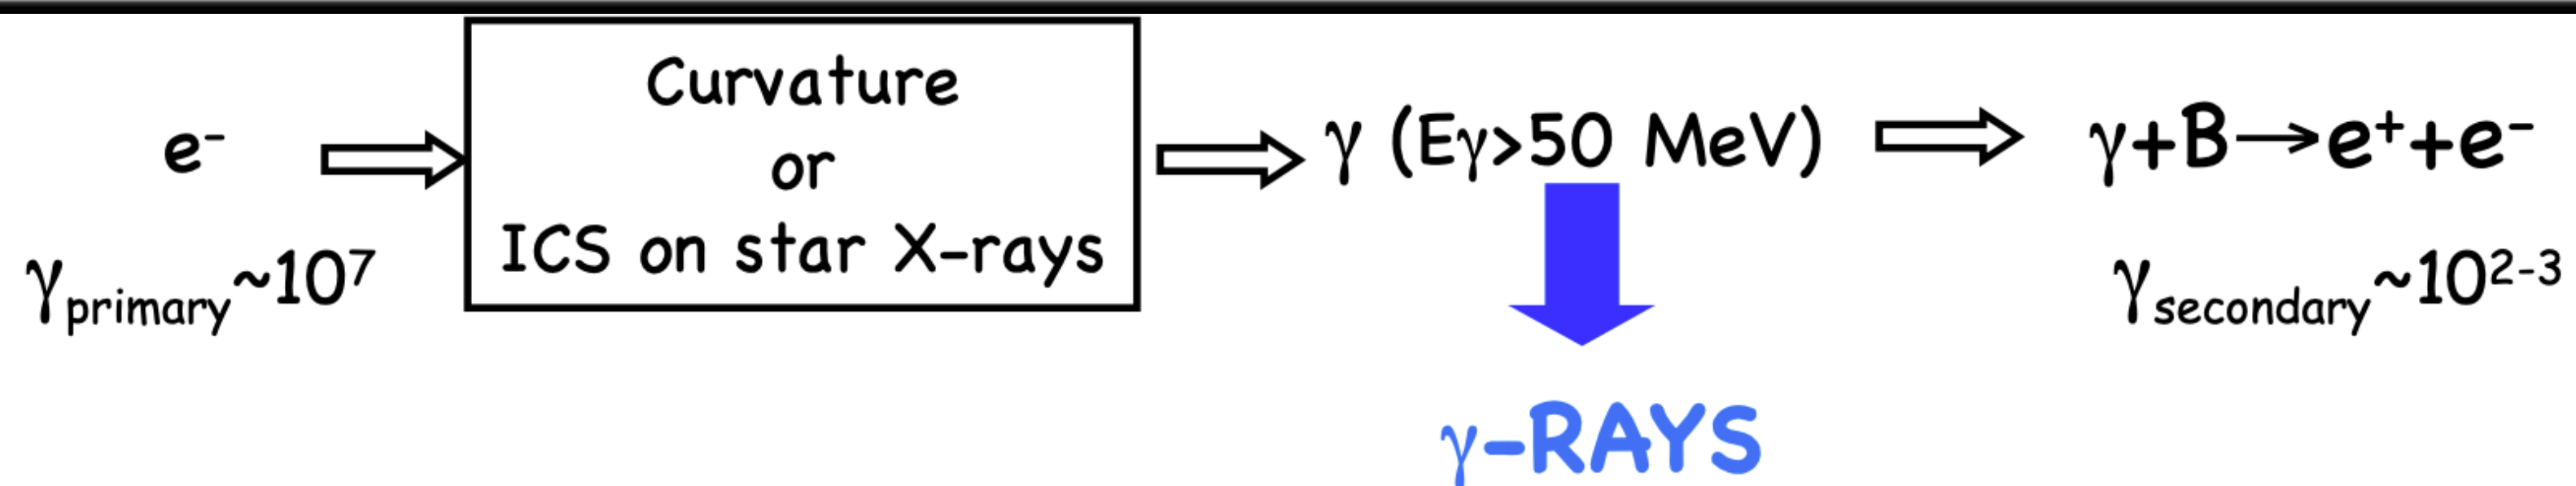 e⁻
γprimary~10⁷
Curvature
or
ICS on star X-rays
γ (Eγ>50 MeV)
γ-RAYS
γ+B→e⁺+e⁻
γsecondary~10²⁻³